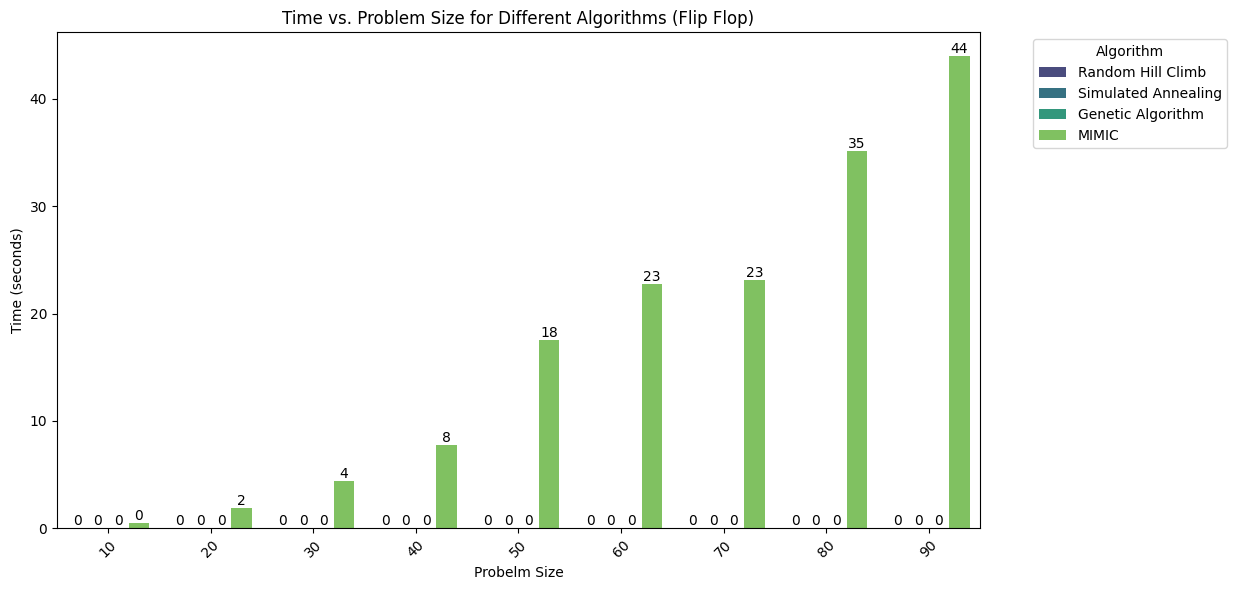 Time vs. Problem Size for Different Algorithms (Flip Flop)
Algorithm
Random Hill Climb
Simulated Annealing
Genetic Algorithm
MIMIC
Time (seconds)
40
30
20
10
0
0 0 0 0
0 0 0 2
0 0 0 4
0 0 0 8
0 0 0 18
0 0 0 23
0 0 0 23
0 0 0 35
0 0 0 44
10 20 30 40 50 60 70 80 90
Probelm Size